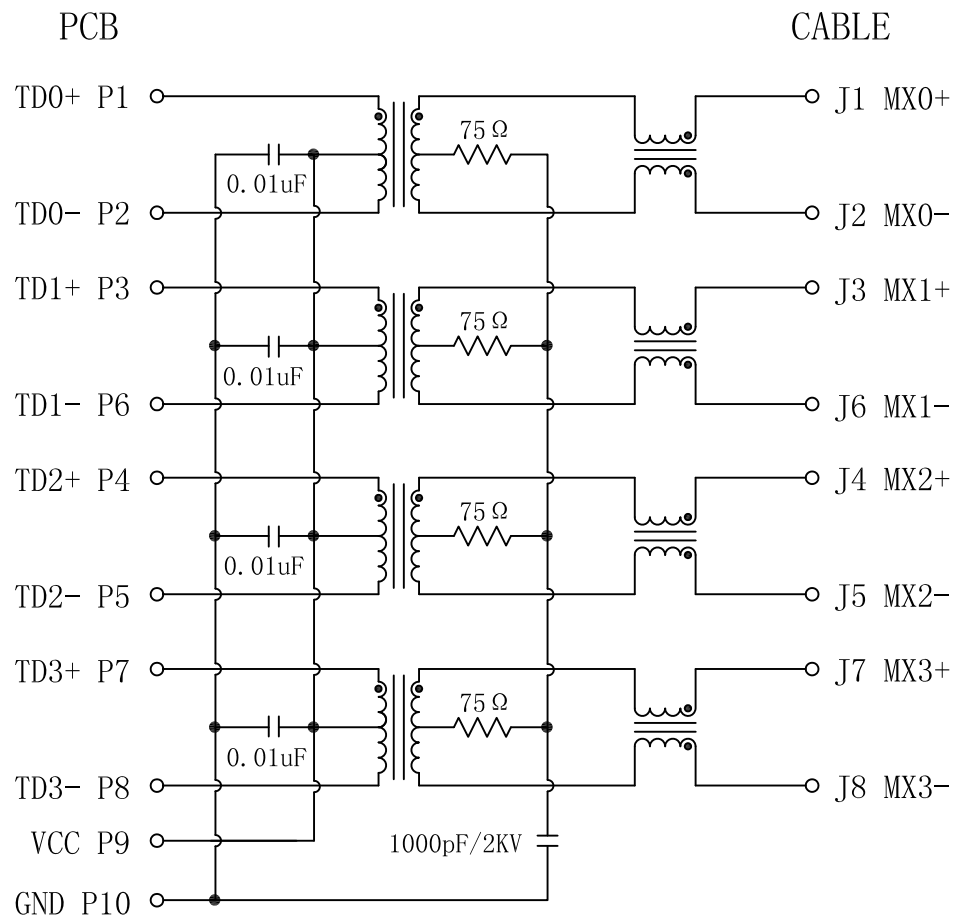 PCB CABLE
TD0+ P1 J1 MX0+
75Ω
0.01uF
TD0- P2 J2 MX0-
TD1+ P3 J3 MX1+
75Ω
0.01uF
TD1- P6 J6 MX1-
TD2+ P4 J4 MX2+
75Ω
0.01uF
TD2- P5 J5 MX2-
TD3+ P7 J7 MX3+
75Ω
0.01uF
TD3- P8 J8 MX3-
VCC P9 1000pF/2KV
GND P10